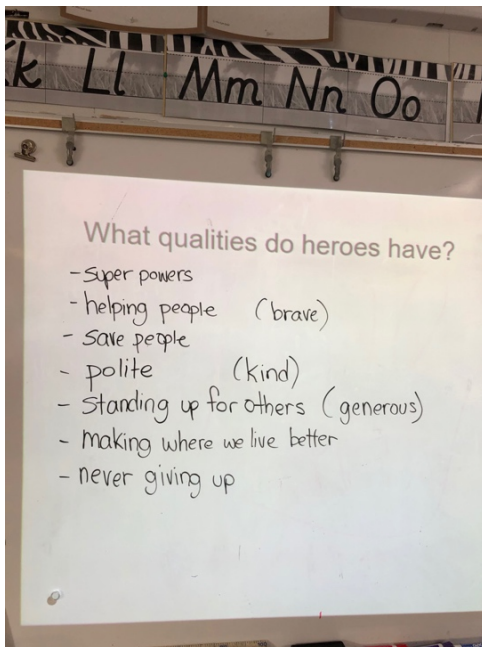 Kk Ll Mm Nn Oo
What qualities do heroes have?
- super powers
- helping people (brave)
- save people
- polite (kind)
- standing up for others (generous)
- making where we live better
- never giving up